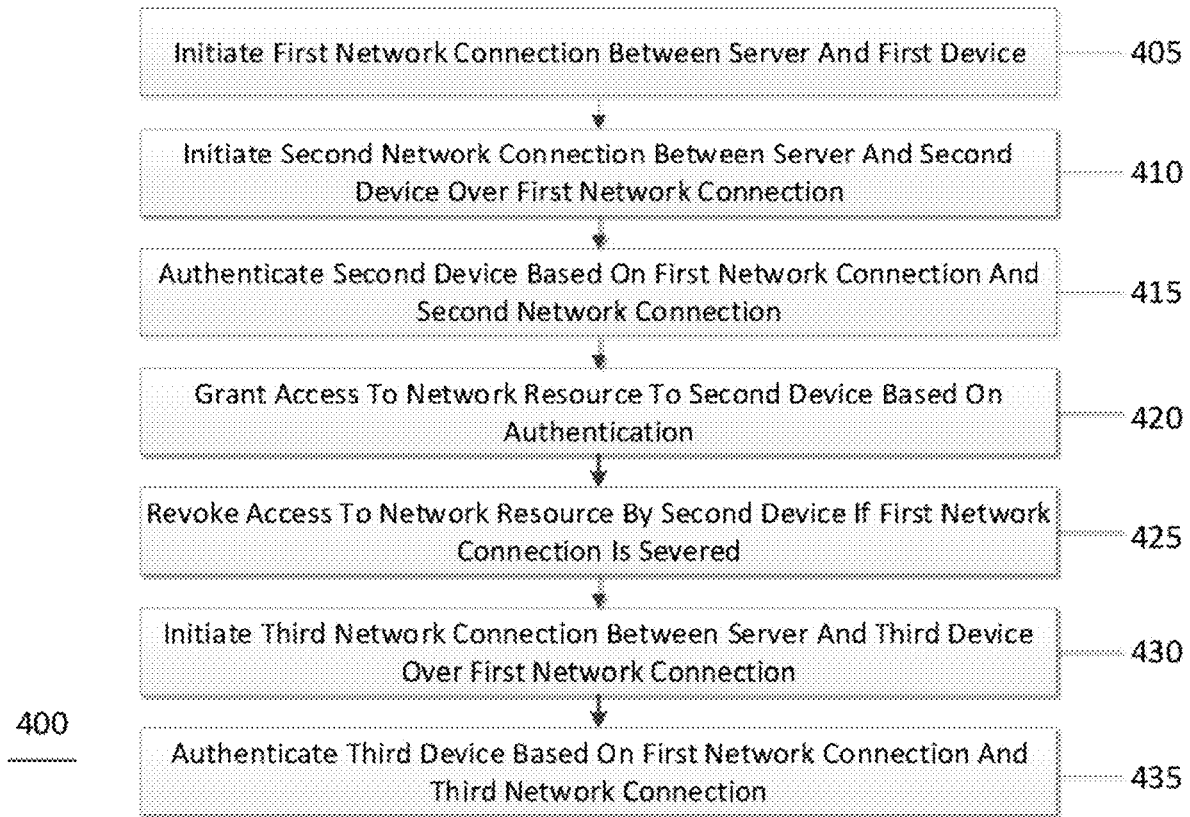 Initiate First Network Connection Between Server And First Device
405
Initiate Second Network Connection Between Server And Second
Device Over First Network Connection
410
Authenticate Second Device Based On First Network Connection And
Second Network Connection
415
Grant Access To Network Resource To Second Device Based On
Authentication
420
Revoke Access To Network Resource By Second Device If First Network
Connection Is Severed
425
Initiate Third Network Connection Between Server And Third Device
Over First Network Connection
430
400
Authenticate Third Device Based On First Network Connection And
Third Network Connection
435